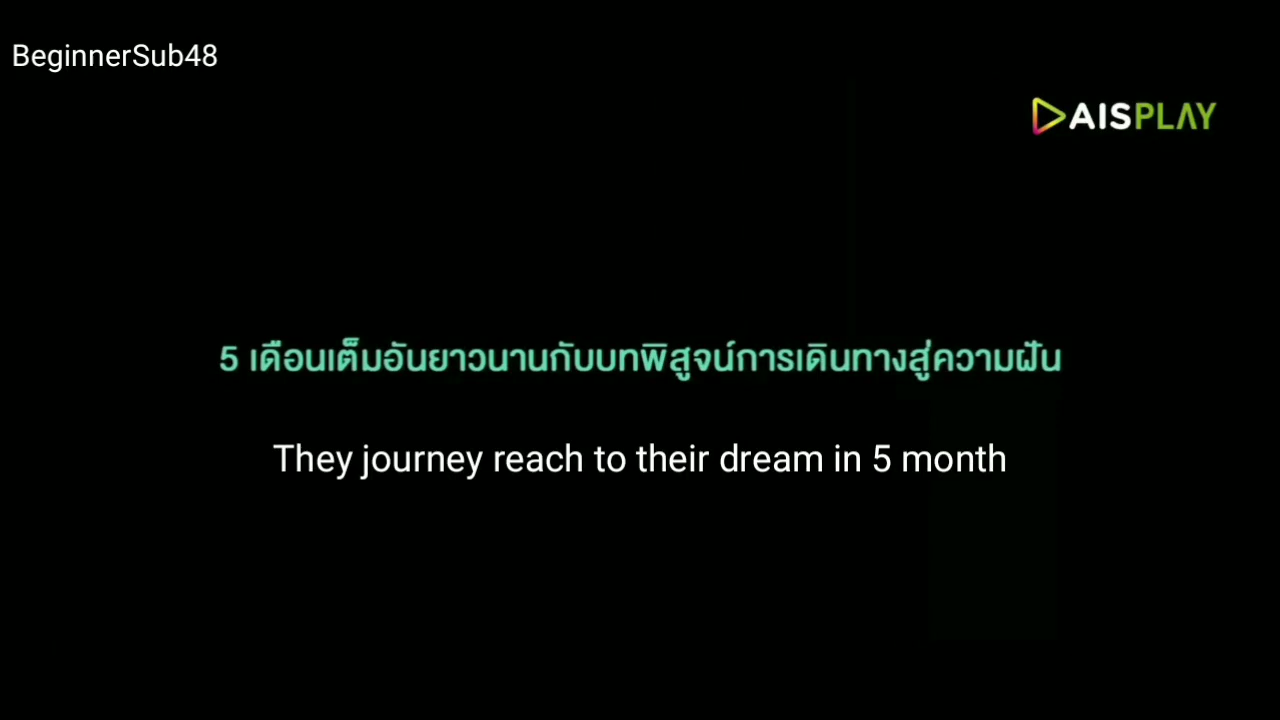 BeginnerSub48
AISPLAY
5 เดือนเต็มอันยาวนานกับบทพิสูจน์การเดินทางสู่ความฝัน
They journey reach to their dream in 5 month